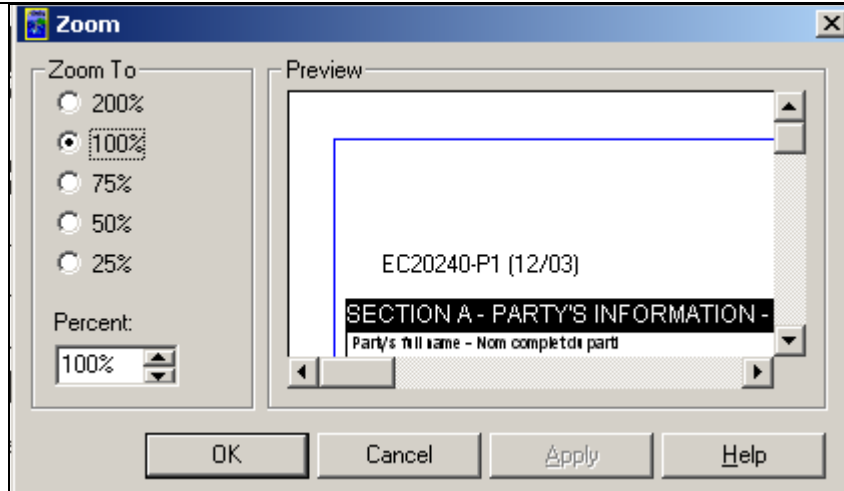 Zoom
Zoom To
200%
100%
75%
50%
25%
Percent:
100%
Preview
EC20240-P1 (12/03)
SECTION A - PARTY'S INFORMATION -
Party's full name - Nom complet du parti
OK
Cancel
Apply
Help